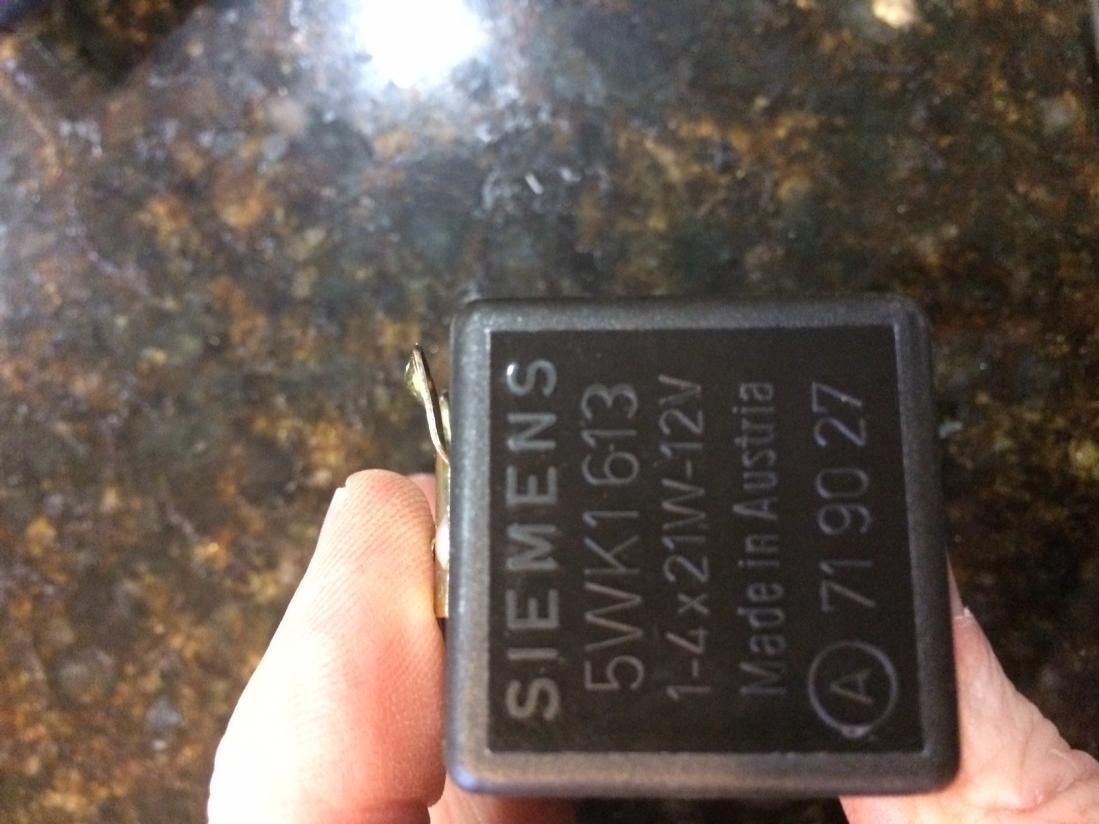 SIEMENS
5WK1 613
1-4x21W-12V
Made in Austria
A 71 90 27